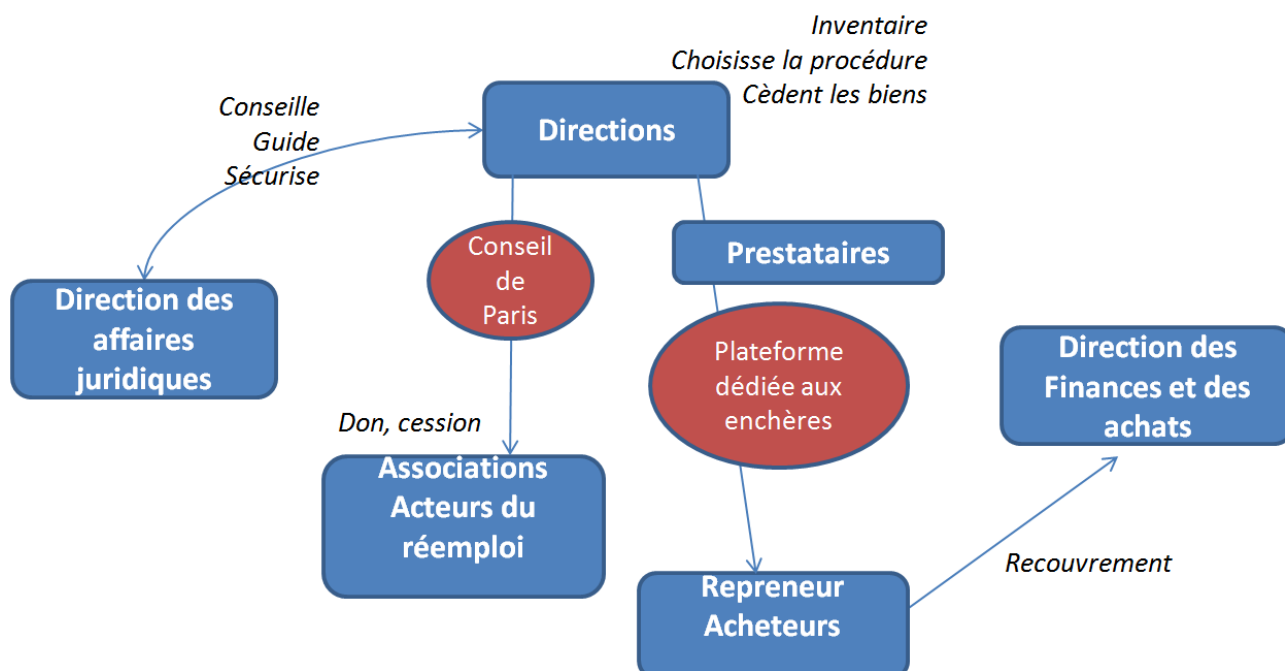 Inventaire
Choisisse la procédure
Cèdent les biens
Conseille
Guide
Sécurise
Directions
Conseil
de
Paris
Prestataires
Direction des
affaires
juridiques
Plateforme
dédiée aux
enchères
Direction des
Finances et des
achats
Don, cession
Associations
Acteurs du
réemploi
Recouvrement
Repreneur
Acheteurs